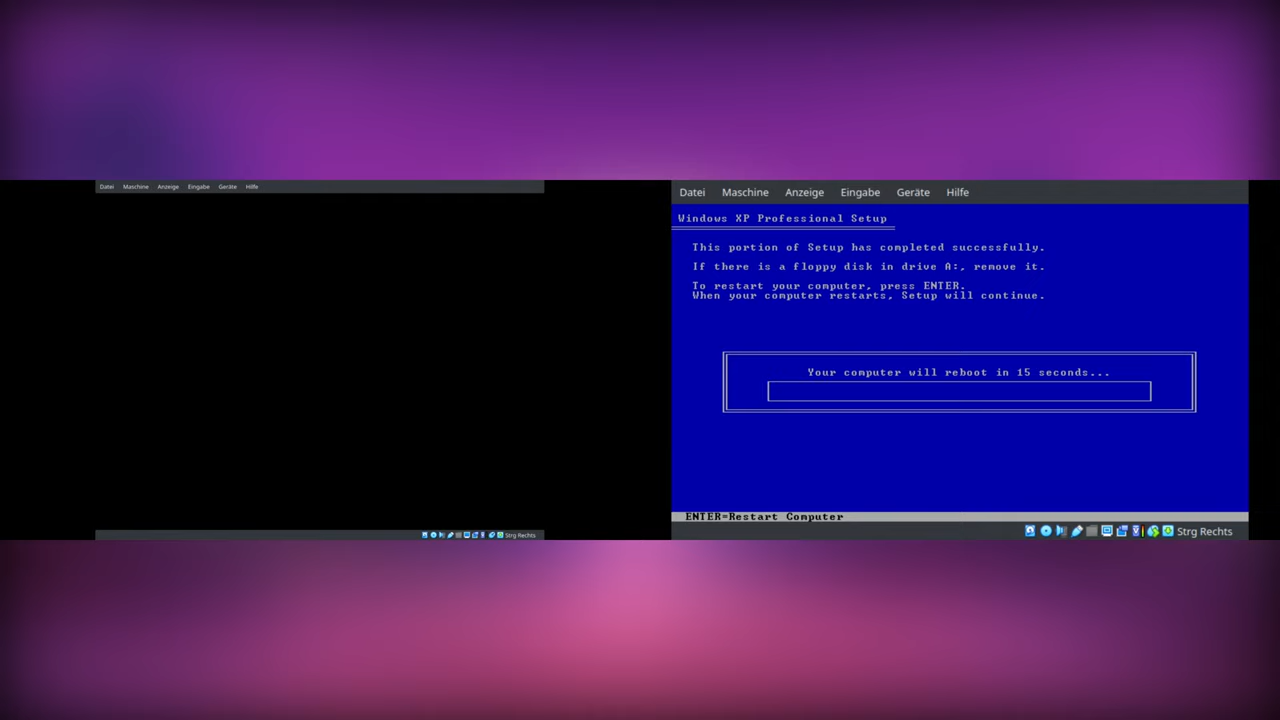 Datei Maschine Anzeige Eingabe Geräte Hilfe
Strg Rechts
Datei Maschine Anzeige Eingabe Geräte Hilfe
Windows XP Professional Setup
This portion of Setup has completed successfully.
If there is a floppy disk in drive A:, remove it.
To restart your computer, press ENTER.
When your computer restarts, Setup will continue.
Your computer will reboot in 15 seconds...
ENTER=Restart Computer
Strg Rechts